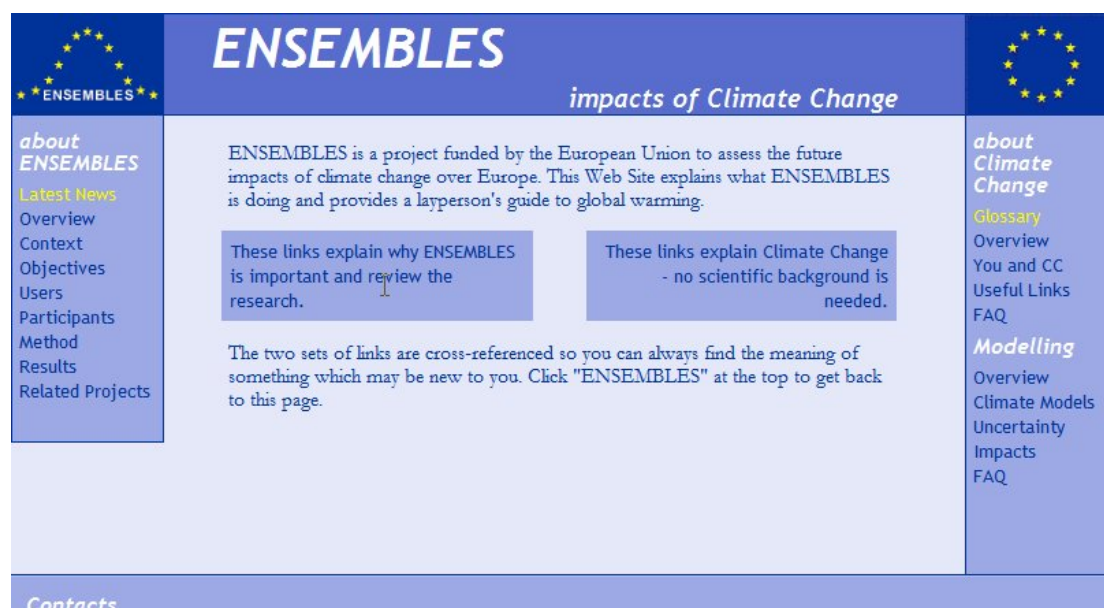 ENSEMBLES
ENSEMBLES
impacts of Climate Change
about
ENSEMBLES
Latest News
Overview
Context
Objectives
Users
Participants
Method
Results
Related Projects
ENSEMBLES is a project funded by the European Union to assess the future
impacts of climate change over Europe. This Web Site explains what ENSEMBLES
is doing and provides a layperson's guide to global warming.
These links explain why ENSEMBLES
is important and review the
research.
These links explain Climate Change
- no scientific background is
needed.
The two sets of links are cross-referenced so you can always find the meaning of
something which may be new to you. Click "ENSEMBLES" at the top to get back
to this page.
about
Climate
Change
Glossary
Overview
You and CC
Useful Links
FAQ
Modelling
Overview
Climate Models
Uncertainty
Impacts
FAQ
Contacts